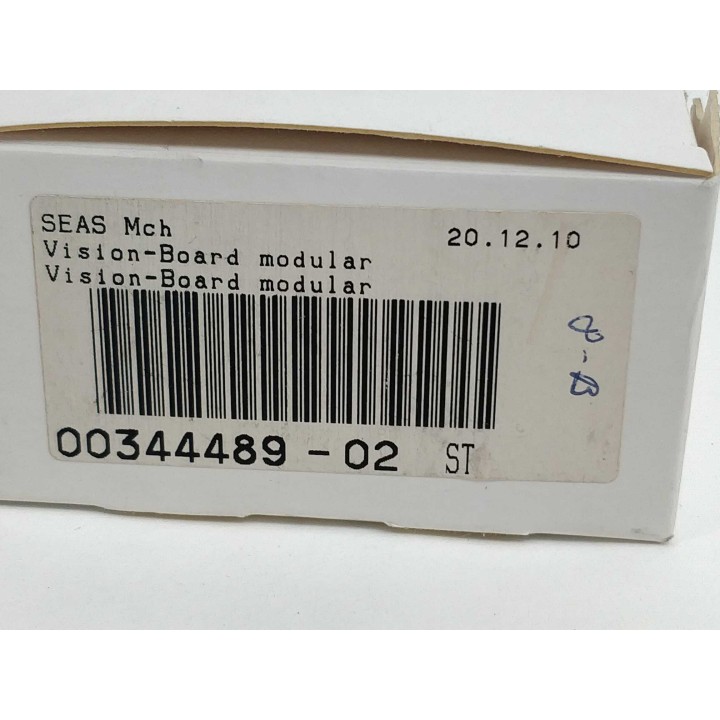 SEAS Mch 20.12.10
Vision-Board modular
Vision-Board modular
00344489-02 ST